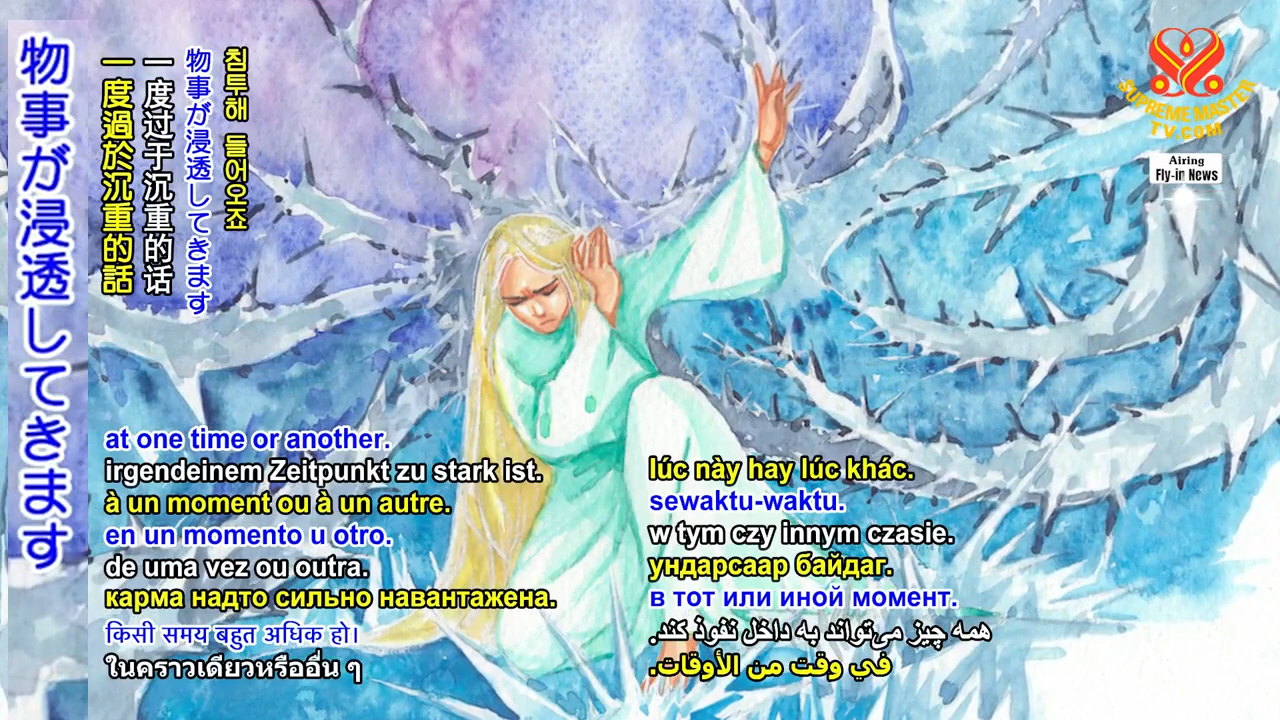 物事が浸透してきます
一度過於沉重的話
一度过于沉重的话
物事が浸透してきます
침투해 들어오죠
SUPREME MASTER
TV.COM
Airing
Fly-in News
at one time or another.
irgendeinem Zeitpunkt zu stark ist.
à un moment ou à un autre.
en un momento u otro.
de uma vez ou outra.
карма надто сильно навантажена.
किसी समय बहुत अधिक हो।
ในคราวเดียวหรืออื่น ๆ
lúc này hay lúc khác.
sewaktu-waktu.
w tym czy innym czasie.
ундарсаар байдаг.
в тот или иной момент.
همه چیز می‌تواند به داخل نفوذ کند.
في وقت من الأوقات.